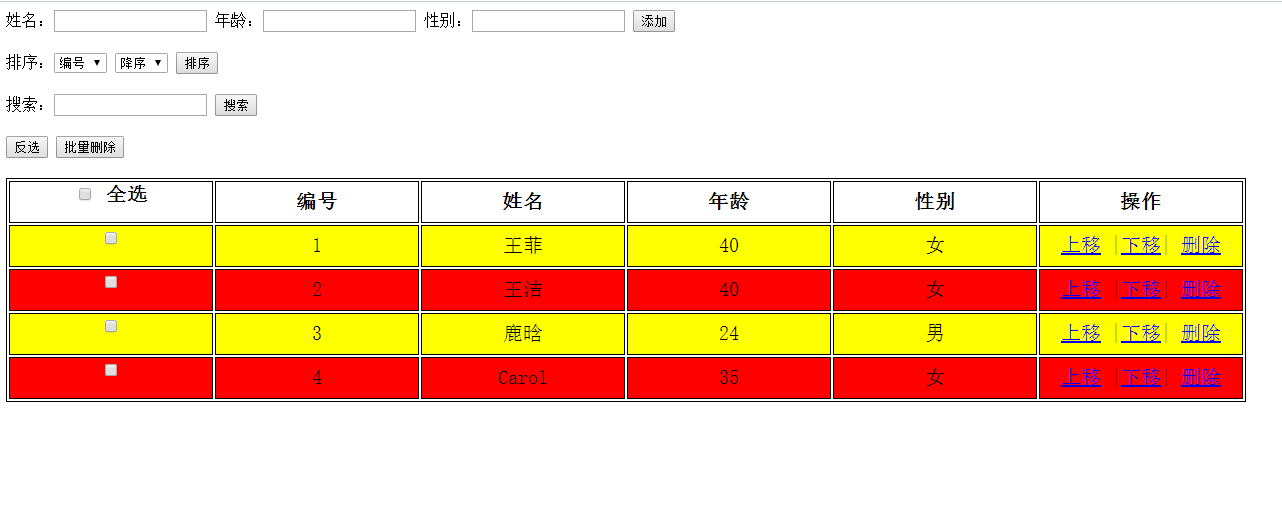 姓名： 年龄： 性别： 添加
排序： 编号 降序 排序
搜索： 搜索
反选 批量删除
全选 编号 姓名 年龄 性别 操作
1 王菲 40 女 上移 |下移| 删除
2 王洁 40 女 上移 |下移| 删除
3 鹿晗 24 男 上移 |下移| 删除
4 Carol 35 女 上移 |下移| 删除